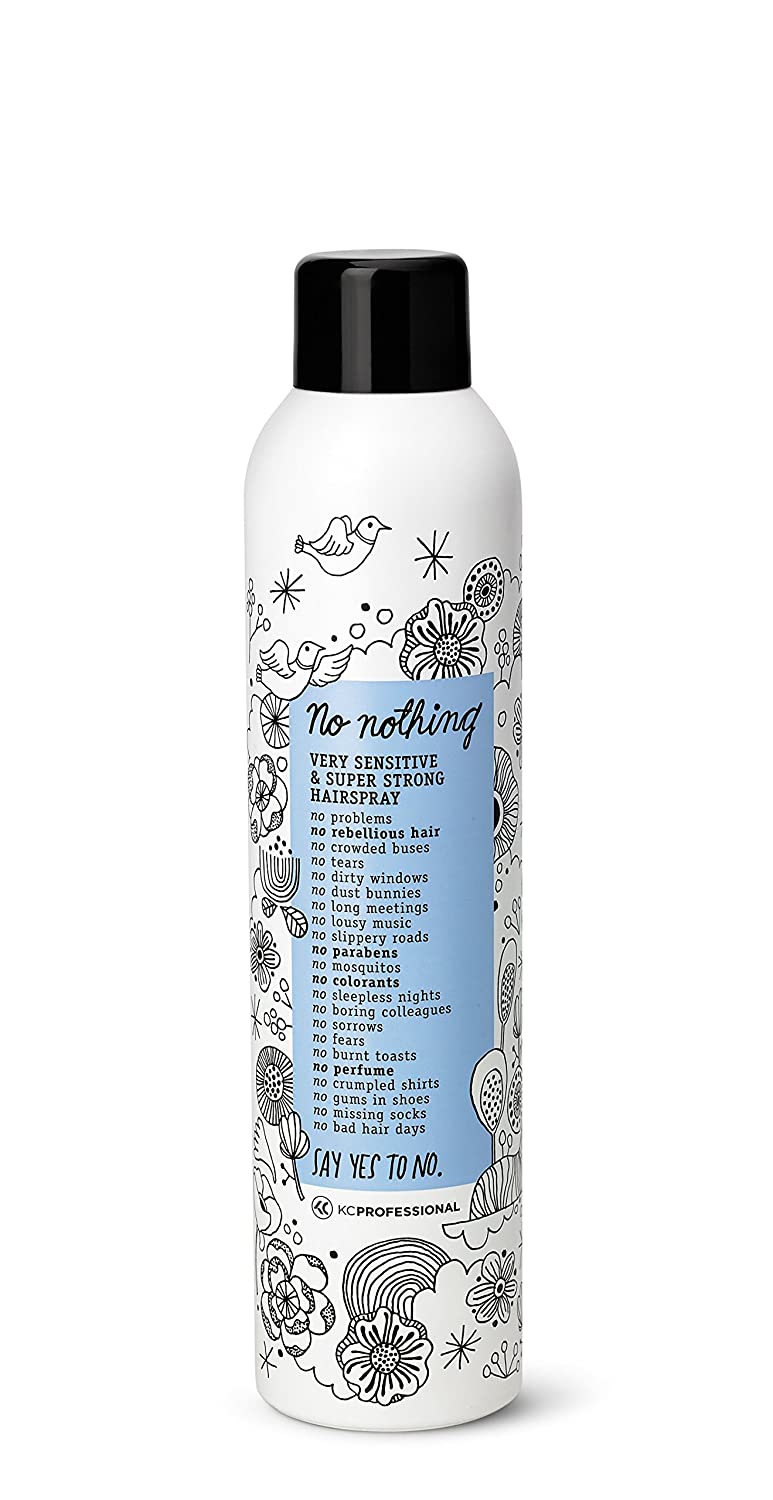 No nothing
VERY SENSITIVE
& SUPER STRONG
HAIRSPRAY
no problems
no rebellious hair
no crowded buses
no tears
no dirty windows
no dust bunnies
no long meetings
no lousy music
no slippery roads
no parabens
no mosquitos
no colorants
no sleepless nights
no boring colleagues
no sorrows
no fears
no burnt toasts
no perfume
no crumpled shirts
no gums in shoes
no missing socks
no bad hair days
SAY YES TO NO.
KC PROFESSIONAL